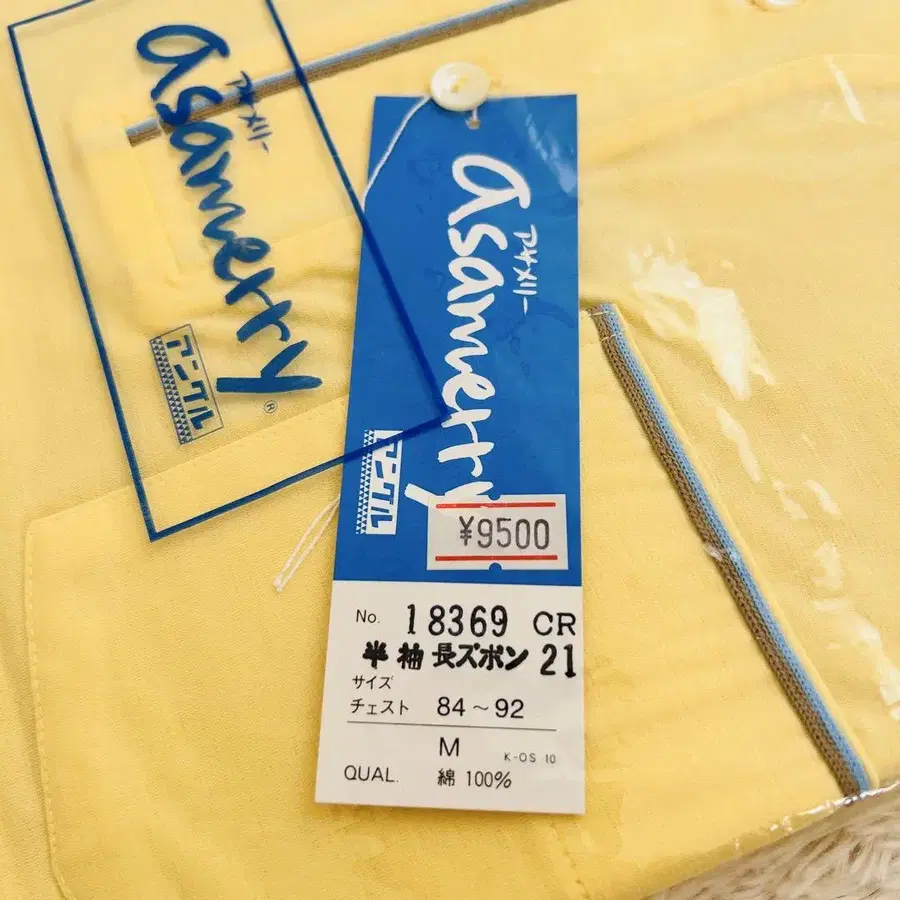 asamerry
アサメリー
アングル
®
asamerry
アサメリー
アングル
¥9500
No. 18369 CR
半袖長ズボン 21
サイズ
チェスト 84~92
M K-OS 10
QUAL. 綿 100%